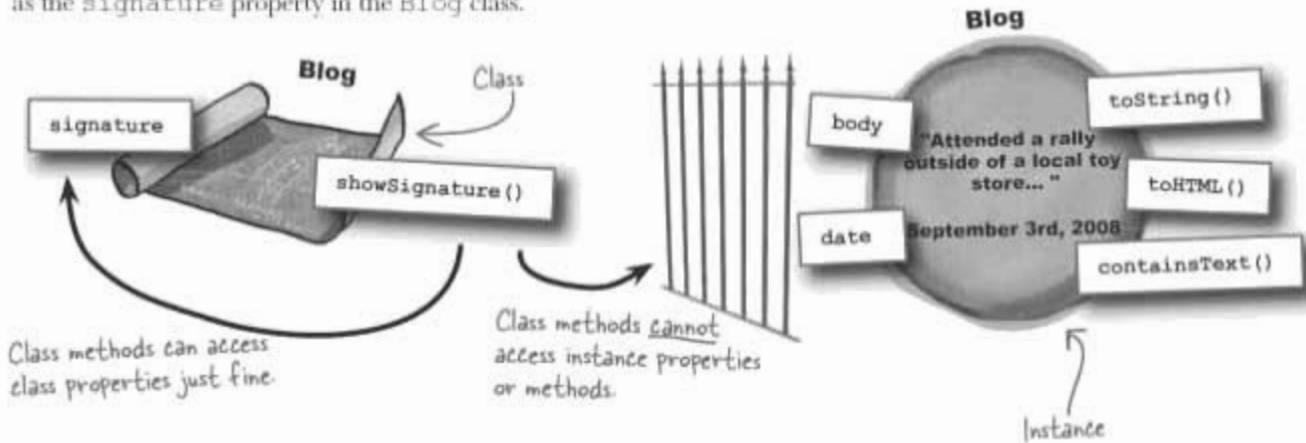 as the signature property in the Blog class.
Blog
Class
signature
showSignature()
Class methods can access
class properties just fine.
Class methods cannot
access instance properties
or methods.
Blog
body
date
"Attended a rally
outside of a local toy
store... "
September 3rd, 2008
toString()
toHTML()
containsText()
Instance